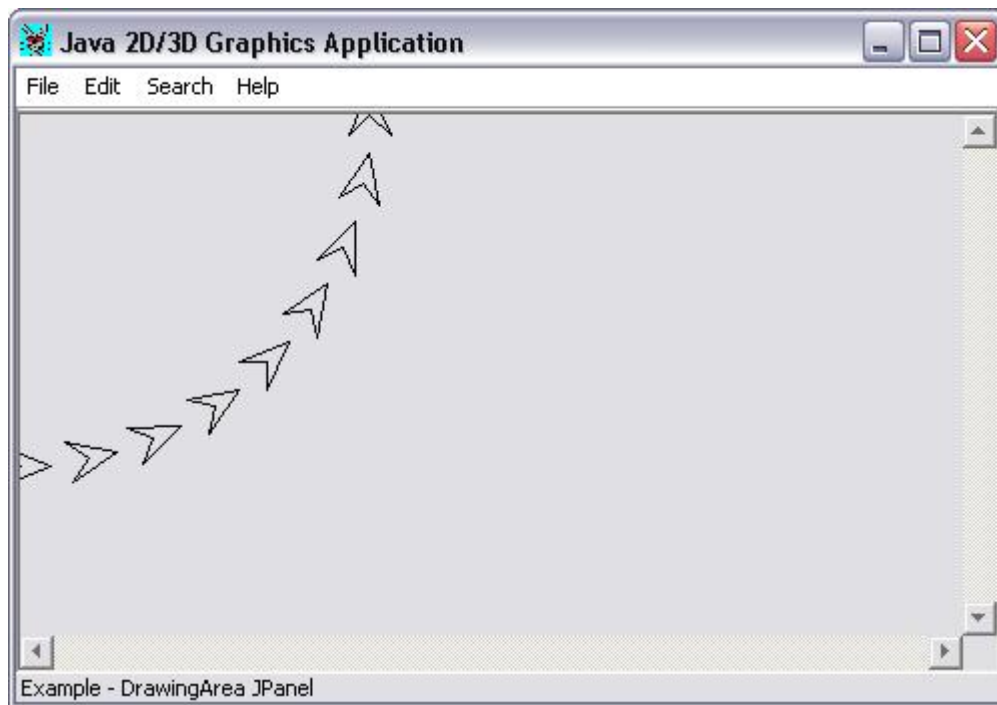 Java 2D/3D Graphics Application
File Edit Search Help
Example - DrawingArea JPanel